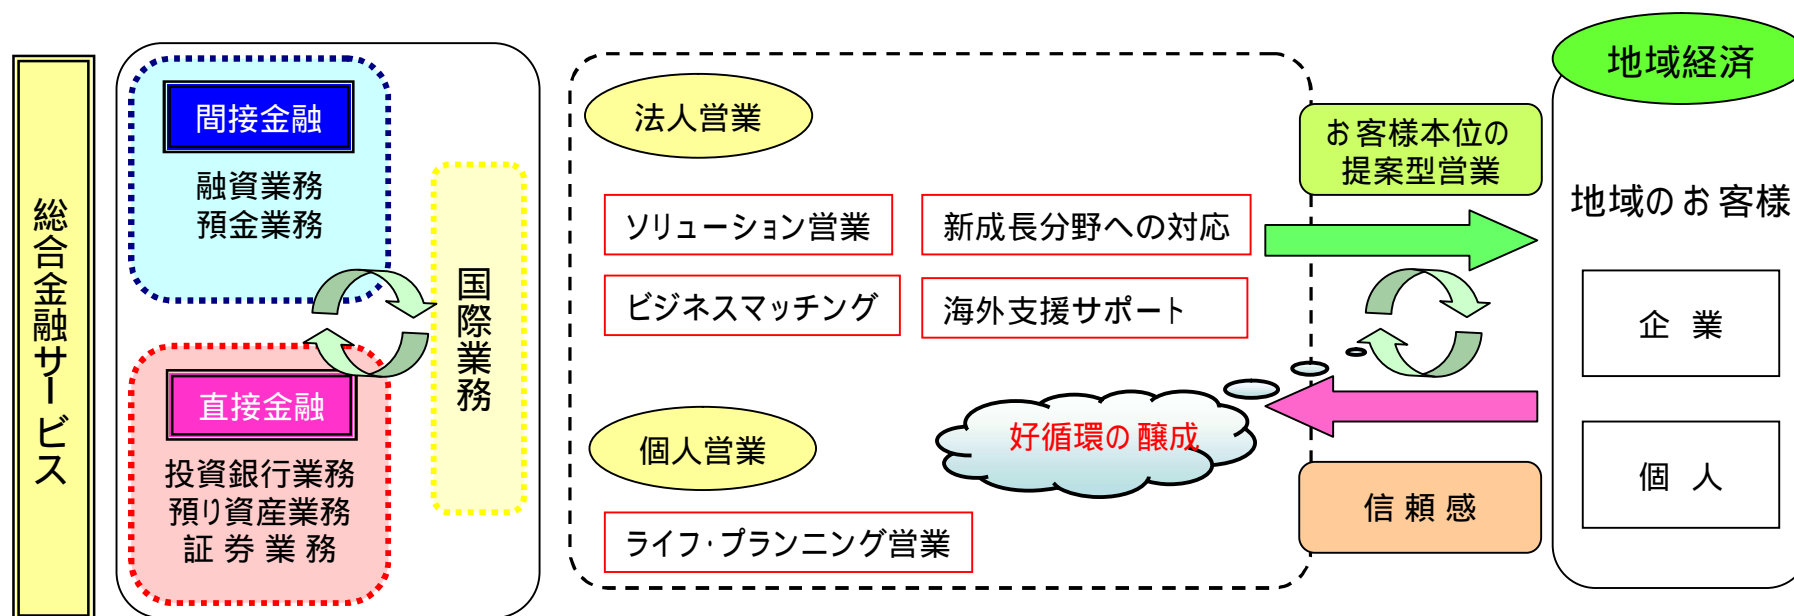 総合金融サービス
間接金融
融資業務
預金業務
直接金融
投資銀行業務
預り資産業務
証券業務
国際業務
法人営業
ソリューション営業
新成長分野への対応
ビジネスマッチング
海外支援サポート
個人営業
ライフ・プランニング営業
好循環の醸成
お客様本位の
提案型営業
信頼感
地域経済
地域のお客様
企業
個人